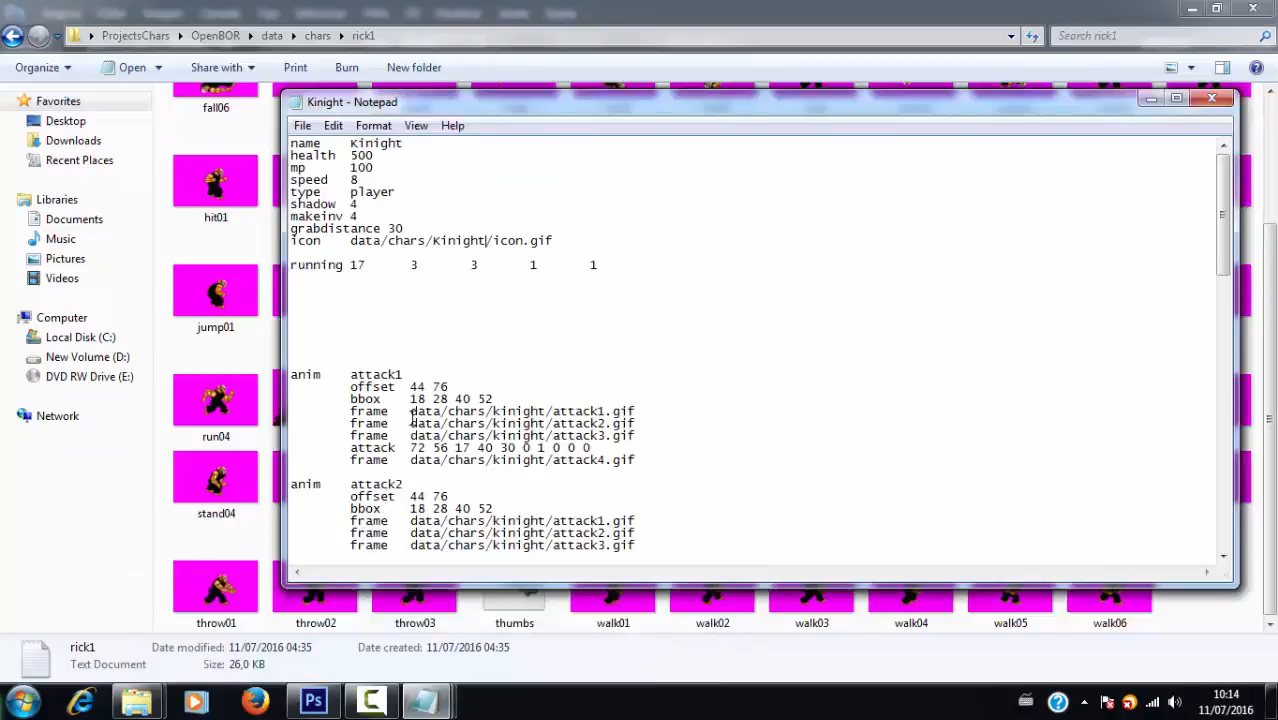 ProjectsChars OpenBOR data chars rick1 Search rick1
Organize Open Share with Print Burn New folder
Favorites
Desktop
Downloads
Recent Places
Libraries
Documents
Music
Pictures
Videos
Computer
Local Disk (C:)
New Volume (D:)
DVD RW Drive (E:)
Network
fall06
hit01
jump01
run04
stand04
Kinight - Notepad
File Edit Format View Help
name Kinight
health 500
mp 100
speed 8
type player
shadow 4
makeinv 4
grabdistance 30
icon data/chars/Kinight/icon.gif
running 17 3 3 1 1
anim attack1
offset 44 76
bbox 18 28 40 52
frame data/chars/kinight/attack1.gif
frame data/chars/kinight/attack2.gif
frame data/chars/kinight/attack3.gif
attack 72 56 17 40 30 0 1 0 0 0
frame data/chars/kinight/attack4.gif
anim attack2
offset 44 76
bbox 18 28 40 52
frame data/chars/kinight/attack1.gif
frame data/chars/kinight/attack2.gif
frame data/chars/kinight/attack3.gif
throw01 throw02 throw03 thumbs walk01 walk02 walk03 walk04 walk05 walk06
rick1 Date modified: 11/07/2016 04:35 Date created: 11/07/2016 04:35
Text Document Size: 26,0 KB
Ps
10:14
11/07/2016